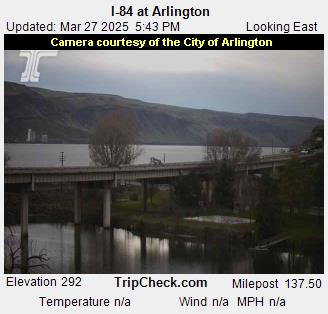 I-84 at Arlington
Updated: Mar 27 2025 5:43 PM Looking East
Camera courtesy of the City of Arlington
Elevation 292 TripCheck.com Milepost 137.50
Temperature n/a Wind n/a MPH n/a